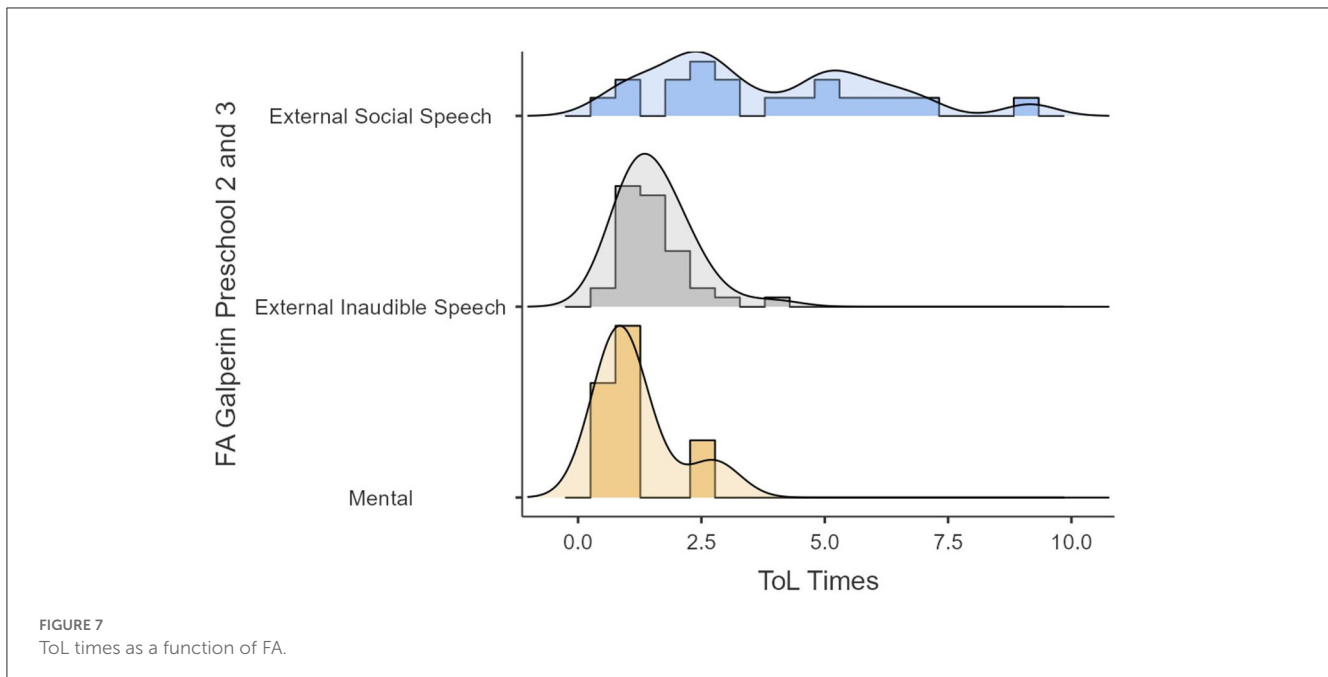 FA Galperin Preschool 2 and 3
External Social Speech
External Inaudible Speech
Mental
0.0 2.5 5.0 7.5 10.0
ToL Times
FIGURE 7
ToL times as a function of FA.